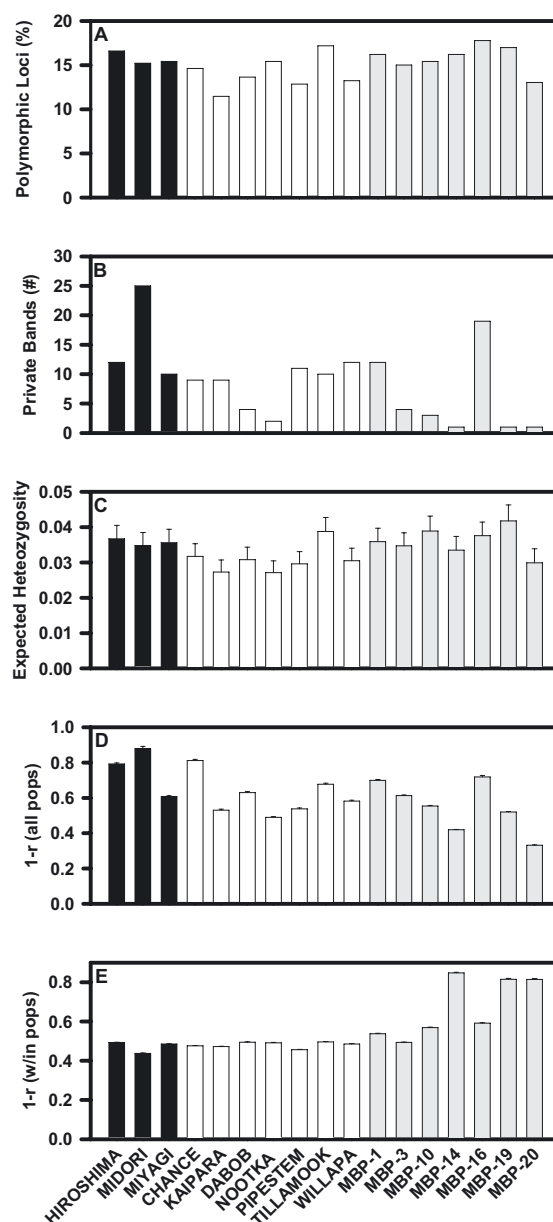 A
Polymorphic Loci (%)
20
15
10
5
0
B
Private Bands (#)
30
25
20
15
10
5
0
C
Expected Heteozygosity
0.05
0.04
0.03
0.02
0.01
0.00
D
1-r (all pops)
1.0
0.8
0.6
0.4
0.2
0.0
E
1-r (w/in pops)
0.8
0.6
0.4
0.2
0.0
HIROSHIMA
MIDORI
MIYAGI
CHANCE
KAIPARA
DABOB
NOOTKA
PIPESTEM
TILLAMOOK
WILLAPA
MBP-1
MBP-3
MBP-10
MBP-14
MBP-16
MBP-19
MBP-20